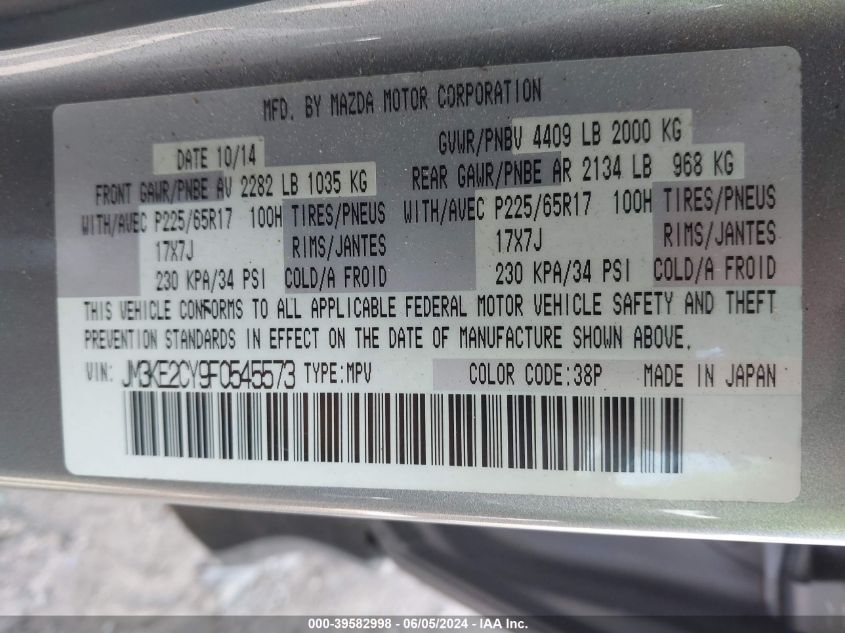 MFD. BY MAZDA MOTOR CORPORATION
DATE 10/14 GVWR/PNBV 4409 LB 2000 KG
FRONT GAWR/PNBE AV 2282 LB 1035 KG REAR GAWR/PNBE AR 2134 LB 968 KG
WITH/AVEC P225/65R17 100H TIRES/PNEUS WITH/AVEC P225/65R17 100H TIRES/PNEUS
17X7J RIMS/JANTES 17X7J RIMS/JANTES
230 KPA/34 PSI COLD/A FROID 230 KPA/34 PSI COLD/A FROID
THIS VEHICLE CONFORMS TO ALL APPLICABLE FEDERAL MOTOR VEHICLE SAFETY AND THEFT
PREVENTION STANDARDS IN EFFECT ON THE DATE OF MANUFACTURE SHOWN ABOVE.
VIN: JM3KE2CY9F0545573 TYPE:MPV COLOR CODE:38P MADE IN JAPAN
000-39582998 - 06/05/2024 - IAA Inc.